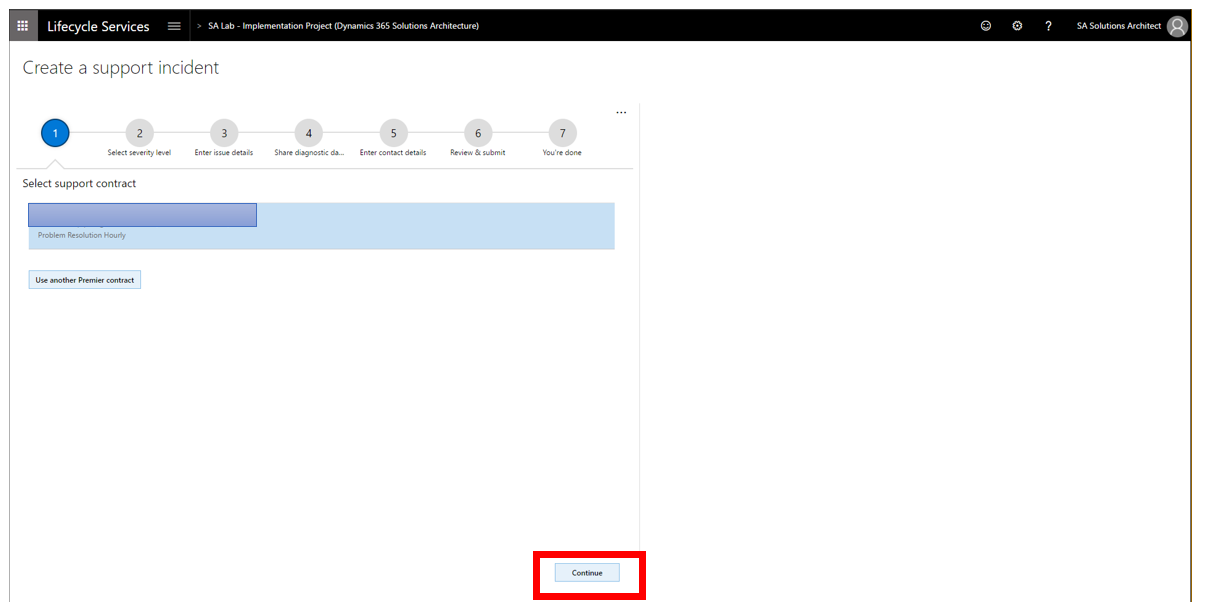 Lifecycle Services > SA Lab - Implementation Project (Dynamics 365 Solutions Architecture) ? SA Solutions Architect
Create a support incident
...
1 2 3 4 5 6 7
Select severity level Enter issue details Share diagnostic da... Enter contact details Review & submit You're done
Select support contract
Problem Resolution Hourly
Use another Premier contract
Continue